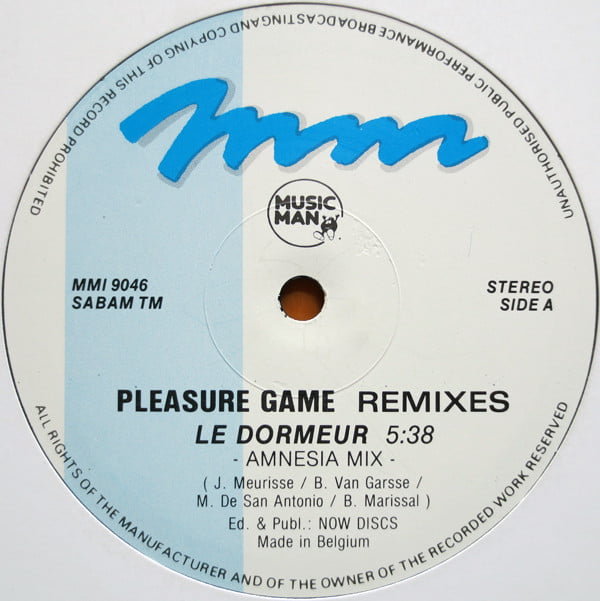 UNAUTHORISED PUBLIC PERFORMANCE BROADCASTINGAND COPYING OF THIS RECORD PROHIBITED
mm
MUSIC
MAN
MMI 9046
SABAM TM
STEREO
SIDE A
PLEASURE GAME REMIXES
LE DORMEUR 5:38
- AMNESIA MIX -
( J. Meurisse / B. Van Garsse /
M. De San Antonio / B. Marissal )
Ed. & Publ.: NOW DISCS
Made in Belgium
ALL RIGHTS OF THE MANUFACTURER AND OF THE OWNER OF THE RECORDED WORK RESERVED